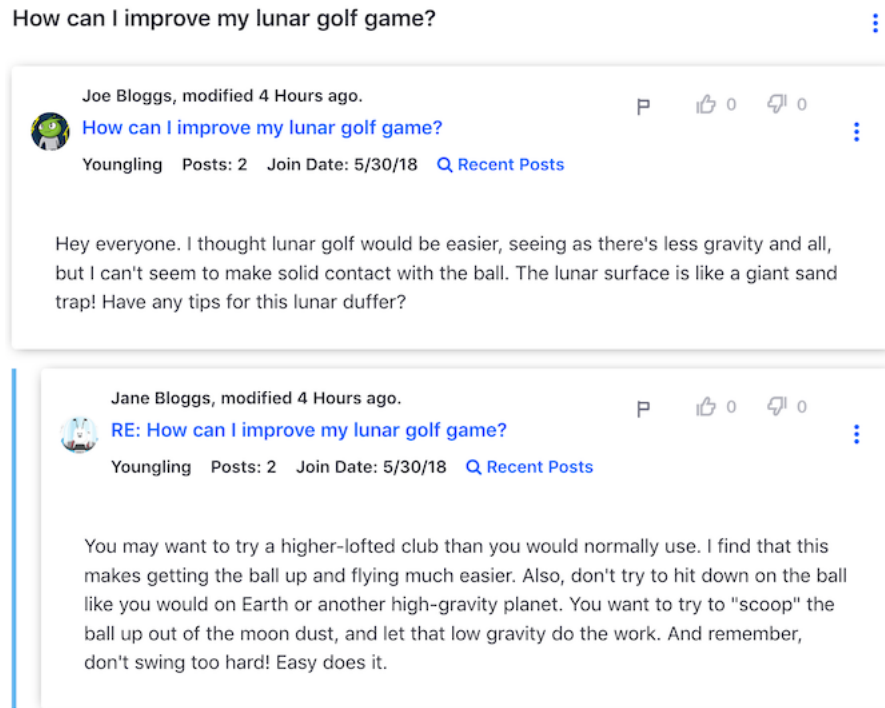 How can I improve my lunar golf game?
Joe Bloggs, modified 4 Hours ago.
0 0
How can I improve my lunar golf game?
Youngling Posts: 2 Join Date: 5/30/18 Recent Posts
Hey everyone. I thought lunar golf would be easier, seeing as there's less gravity and all,
but I can't seem to make solid contact with the ball. The lunar surface is like a giant sand
trap! Have any tips for this lunar duffer?
Jane Bloggs, modified 4 Hours ago.
0 0
RE: How can I improve my lunar golf game?
Youngling Posts: 2 Join Date: 5/30/18 Recent Posts
You may want to try a higher-lofted club than you would normally use. I find that this
makes getting the ball up and flying much easier. Also, don't try to hit down on the ball
like you would on Earth or another high-gravity planet. You want to try to "scoop" the
ball up out of the moon dust, and let that low gravity do the work. And remember,
don't swing too hard! Easy does it.